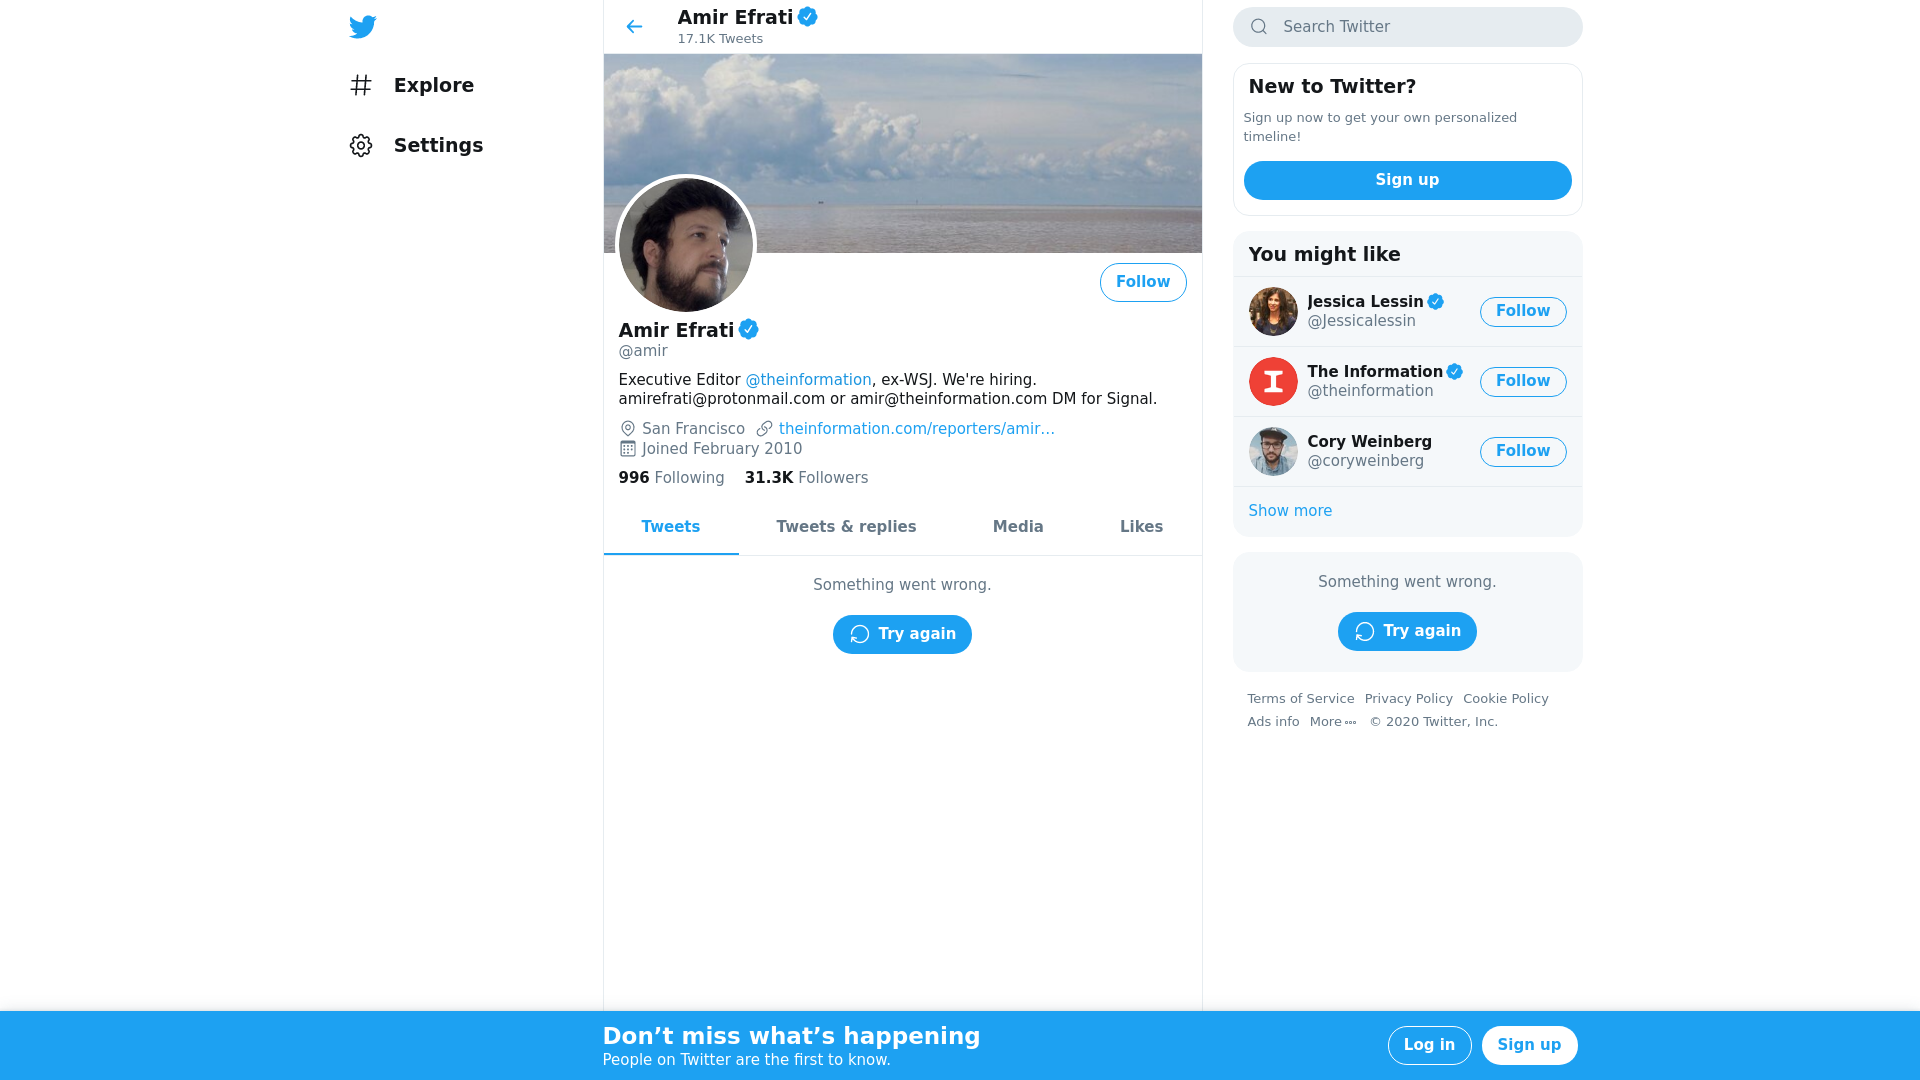 Explore
Settings
Amir Efrati
17.1K Tweets
Follow
Amir Efrati
@amir
Executive Editor @theinformation, ex-WSJ. We're hiring.
amirefrati@protonmail.com or amir@theinformation.com DM for Signal.
San Francisco theinformation.com/reporters/amir…
Joined February 2010
996 Following 31.3K Followers
Tweets Tweets & replies Media Likes
Something went wrong.
Try again
Search Twitter
New to Twitter?
Sign up now to get your own personalized
timeline!
Sign up
You might like
Jessica Lessin
@Jessicalessin
Follow
The Information
@theinformation
Follow
Cory Weinberg
@coryweinberg
Follow
Show more
Something went wrong.
Try again
Terms of Service Privacy Policy Cookie Policy
Ads info More © 2020 Twitter, Inc.
Don’t miss what’s happening
People on Twitter are the first to know.
Log in Sign up